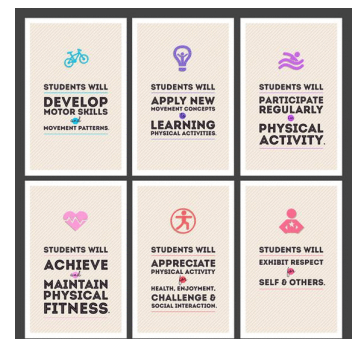 STUDENTS WILL
DEVELOP
MOTOR SKILLS
and
MOVEMENT PATTERNS.
STUDENTS WILL
APPLY NEW
MOVEMENT CONCEPTS
LEARNING
PHYSICAL ACTIVITIES.
STUDENTS WILL
PARTICIPATE
REGULARLY
PHYSICAL
ACTIVITY.
STUDENTS WILL
ACHIEVE
and
MAINTAIN
PHYSICAL
FITNESS.
STUDENTS WILL
APPRECIATE
PHYSICAL ACTIVITY
HEALTH, ENJOYMENT,
CHALLENGE &
SOCIAL INTERACTION.
STUDENTS WILL
EXHIBIT RESPECT
SELF & OTHERS.